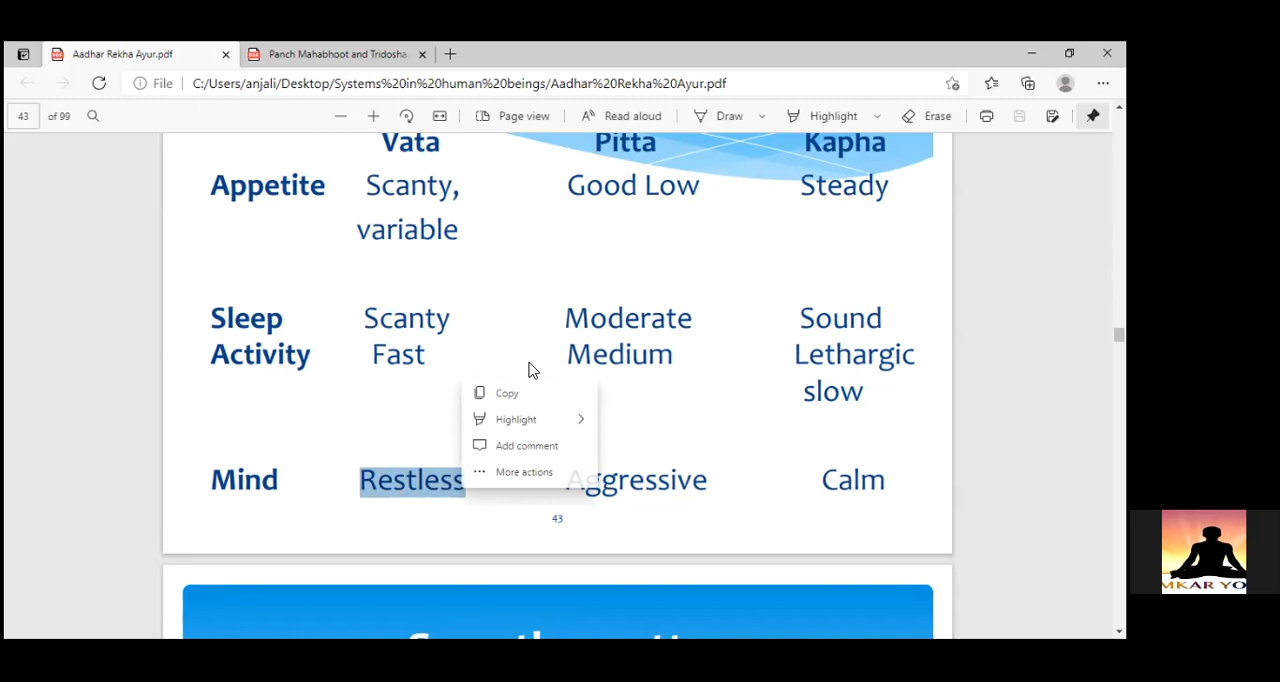 Aadhar Rekha Ayur.pdf
Panch Mahabhoot and Tridosha
File C:/Users/anjali/Desktop/Systems%20in%20human%20beings/Aadhar%20Rekha%20Ayur.pdf
43 of 99 Page view Read aloud Draw Highlight Erase
Vata Pitta Kapha
Appetite Scanty, Good Low Steady
variable
Sleep Scanty Moderate Sound
Activity Fast Medium Lethargic
slow
Copy
Highlight
Add comment
More actions
Mind Restless Aggressive Calm
43
MKAR YO